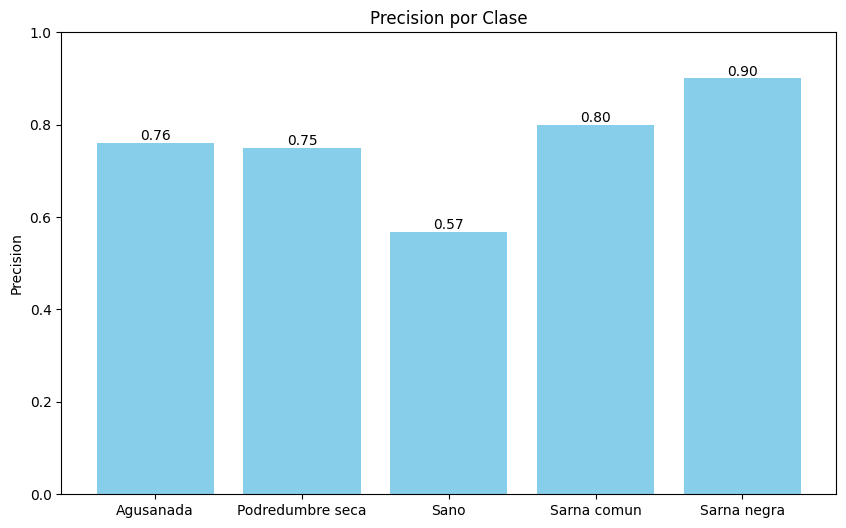 Precision por Clase
Precision
1.0
0.8
0.6
0.4
0.2
0.0
0.76
0.75
0.57
0.80
0.90
Agusanada
Podredumbre seca
Sano
Sarna comun
Sarna negra